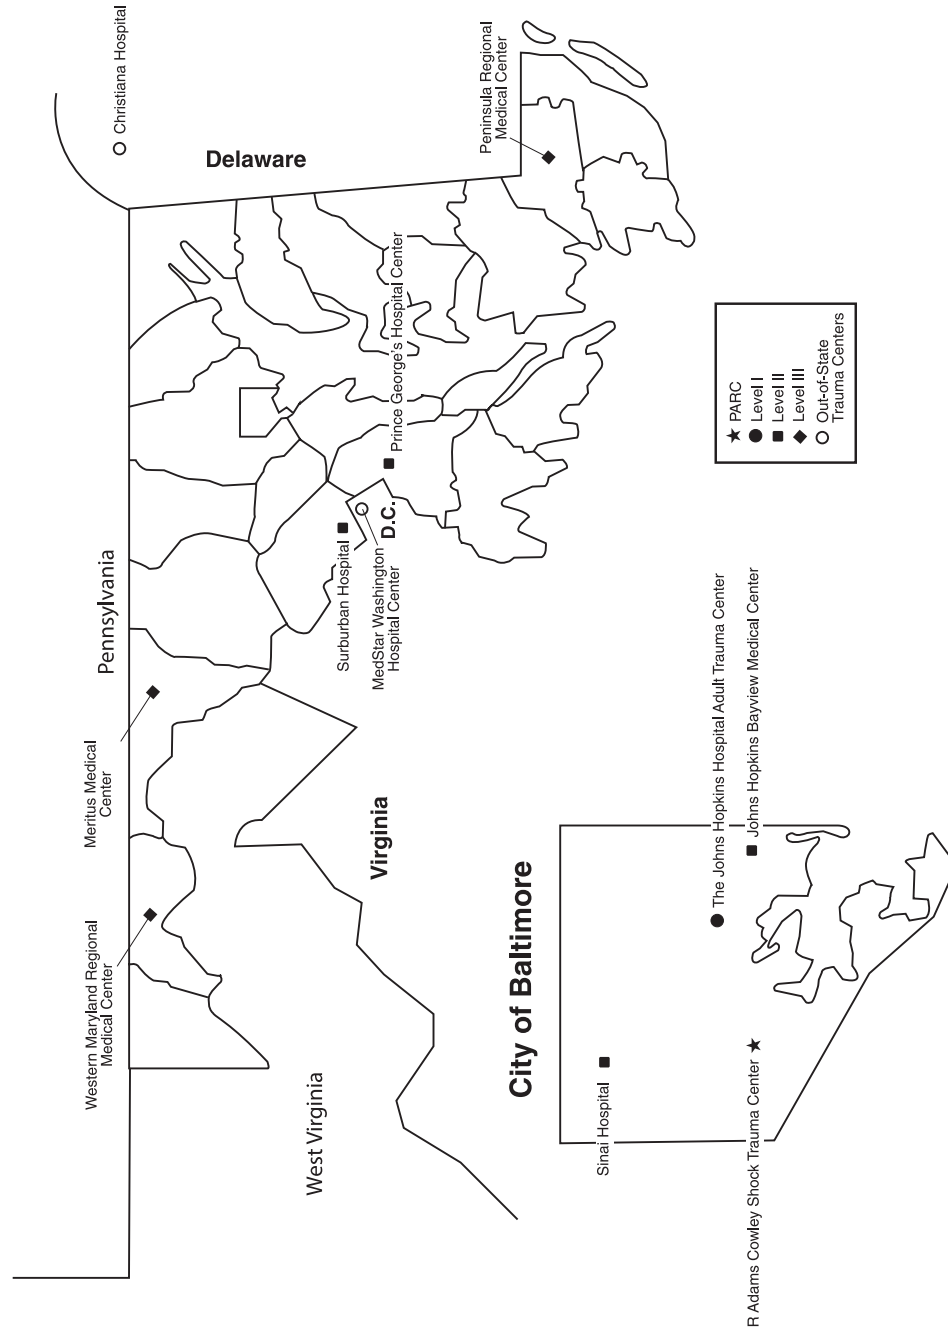 Pennsylvania
Western Maryland Regional
Medical Center
Meritus Medical
Center
Christiana Hospital
Delaware
Peninsula Regional
Medical Center
Prince George's Hospital Center
Surburban Hospital
MedStar Washington
Hospital Center
D.C.
Virginia
West Virginia
City of Baltimore
Sinai Hospital
R Adams Cowley Shock Trauma Center
The Johns Hopkins Hospital Adult Trauma Center
Johns Hopkins Bayview Medical Center
PARC
Level I
Level II
Level III
Out-of-State
Trauma Centers